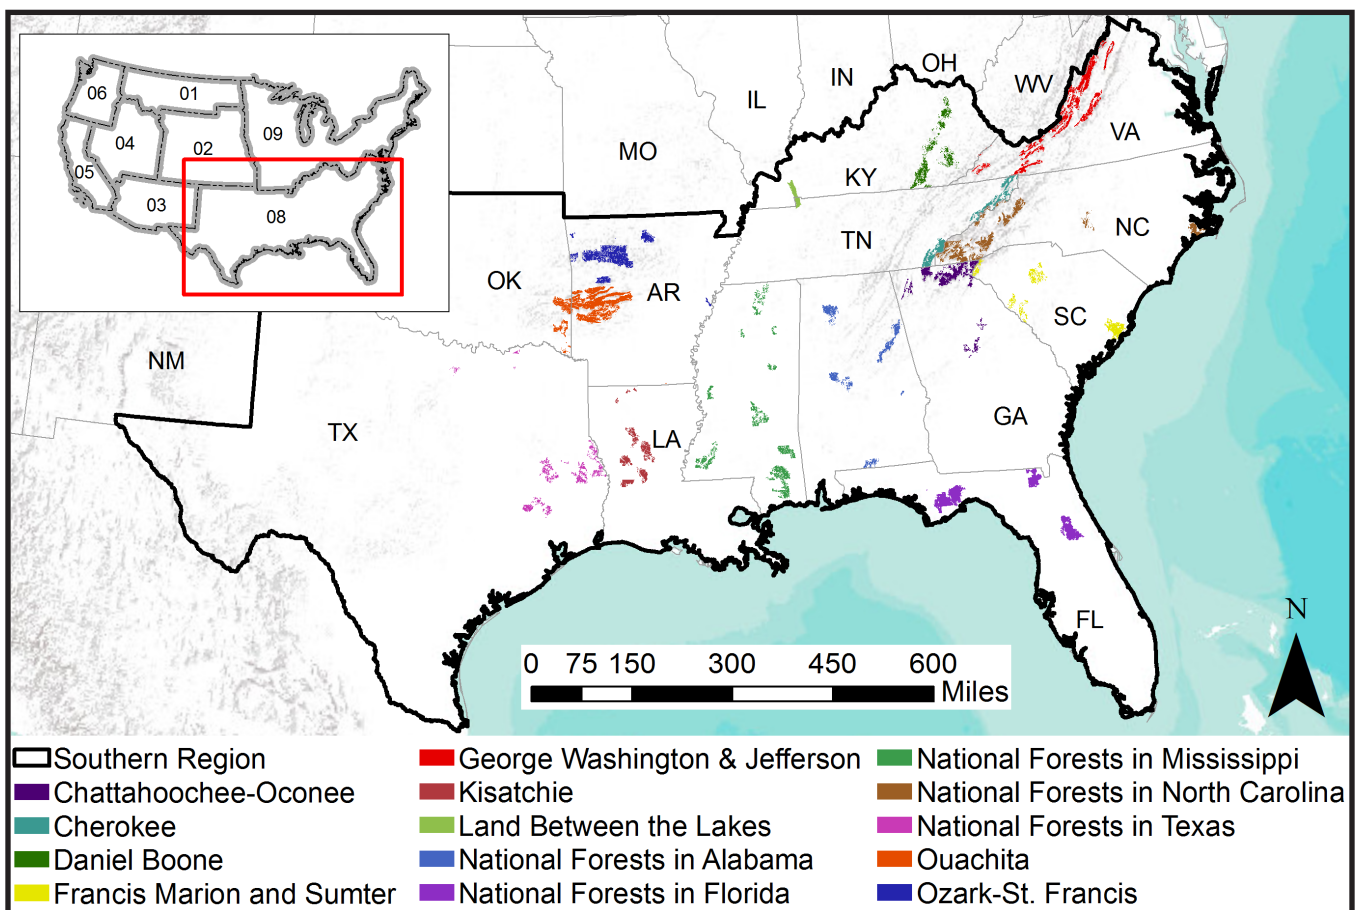 06
01
09
04
02
05
03
08
OH
IN
WV
IL
VA
MO
KY
NC
TN
OK
AR
SC
NM
GA
TX
LA
FL
N
0 75 150 300 450 600
Miles
Southern Region
Chattahoochee-Oconee
Cherokee
Daniel Boone
Francis Marion and Sumter
George Washington & Jefferson
Kisatchie
Land Between the Lakes
National Forests in Alabama
National Forests in Florida
National Forests in Mississippi
National Forests in North Carolina
National Forests in Texas
Ouachita
Ozark-St. Francis